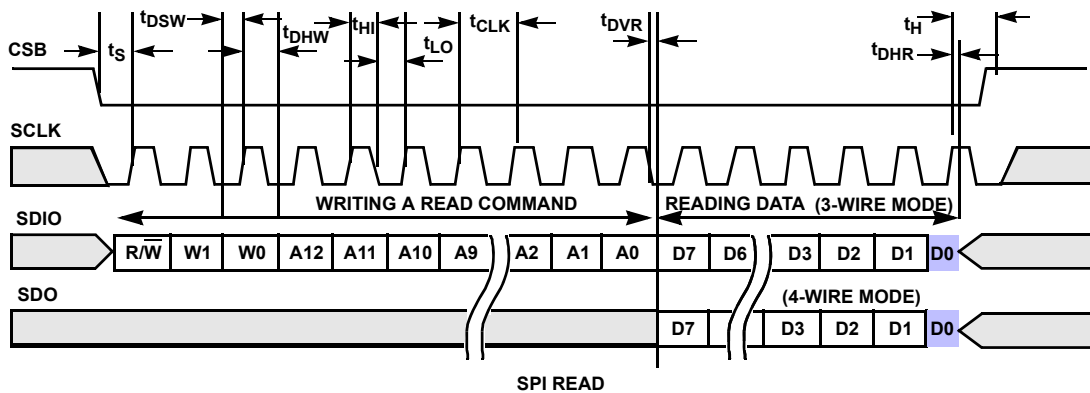 tDSW tDHW tHI tLO tCLK tDVR tH tDHR
CSB tS
SCLK
WRITING A READ COMMAND READING DATA (3-WIRE MODE)
SDIO
R/W̅ W1 W0 A12 A11 A10 A9 A2 A1 A0 D7 D6 D3 D2 D1 D0
SDO
(4-WIRE MODE)
D7 D3 D2 D1 D0
SPI READ